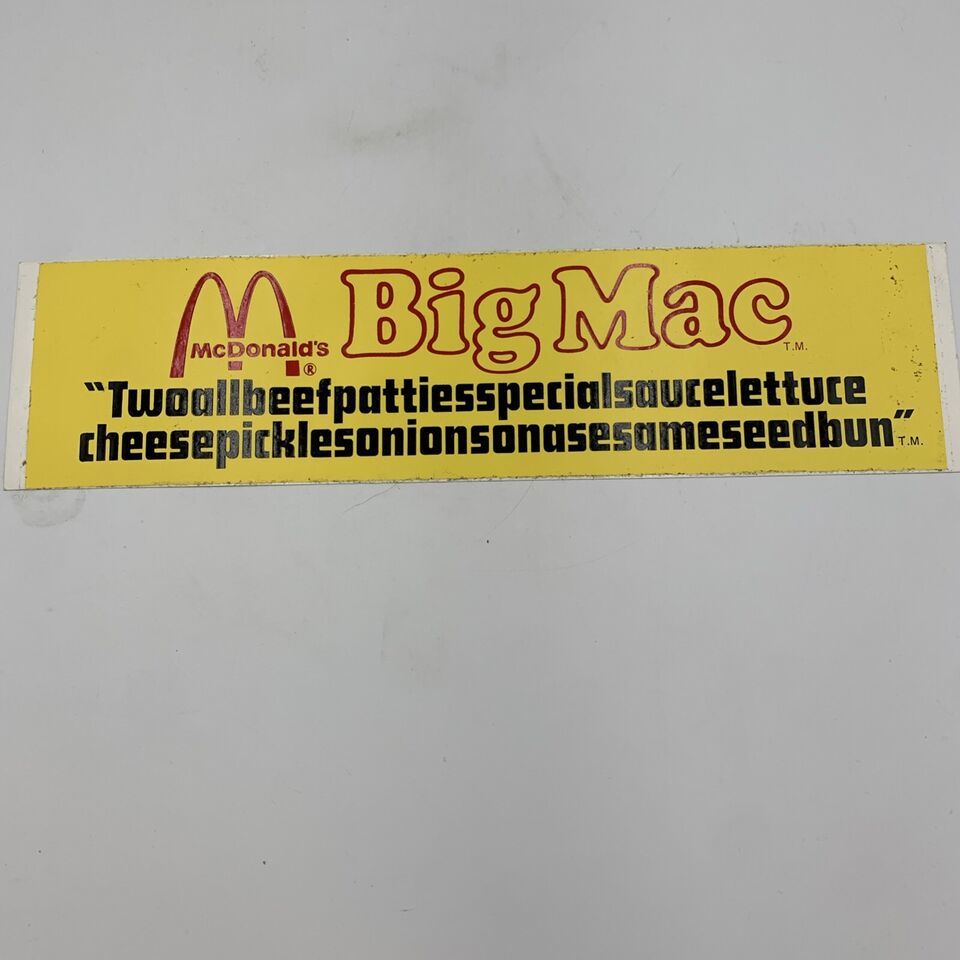 McDonald's ®
Big Mac T.M.
"Twoallbeefpattiesspecialsaucelettuce
cheesepicklesonionsonasesameseedbun" T.M.